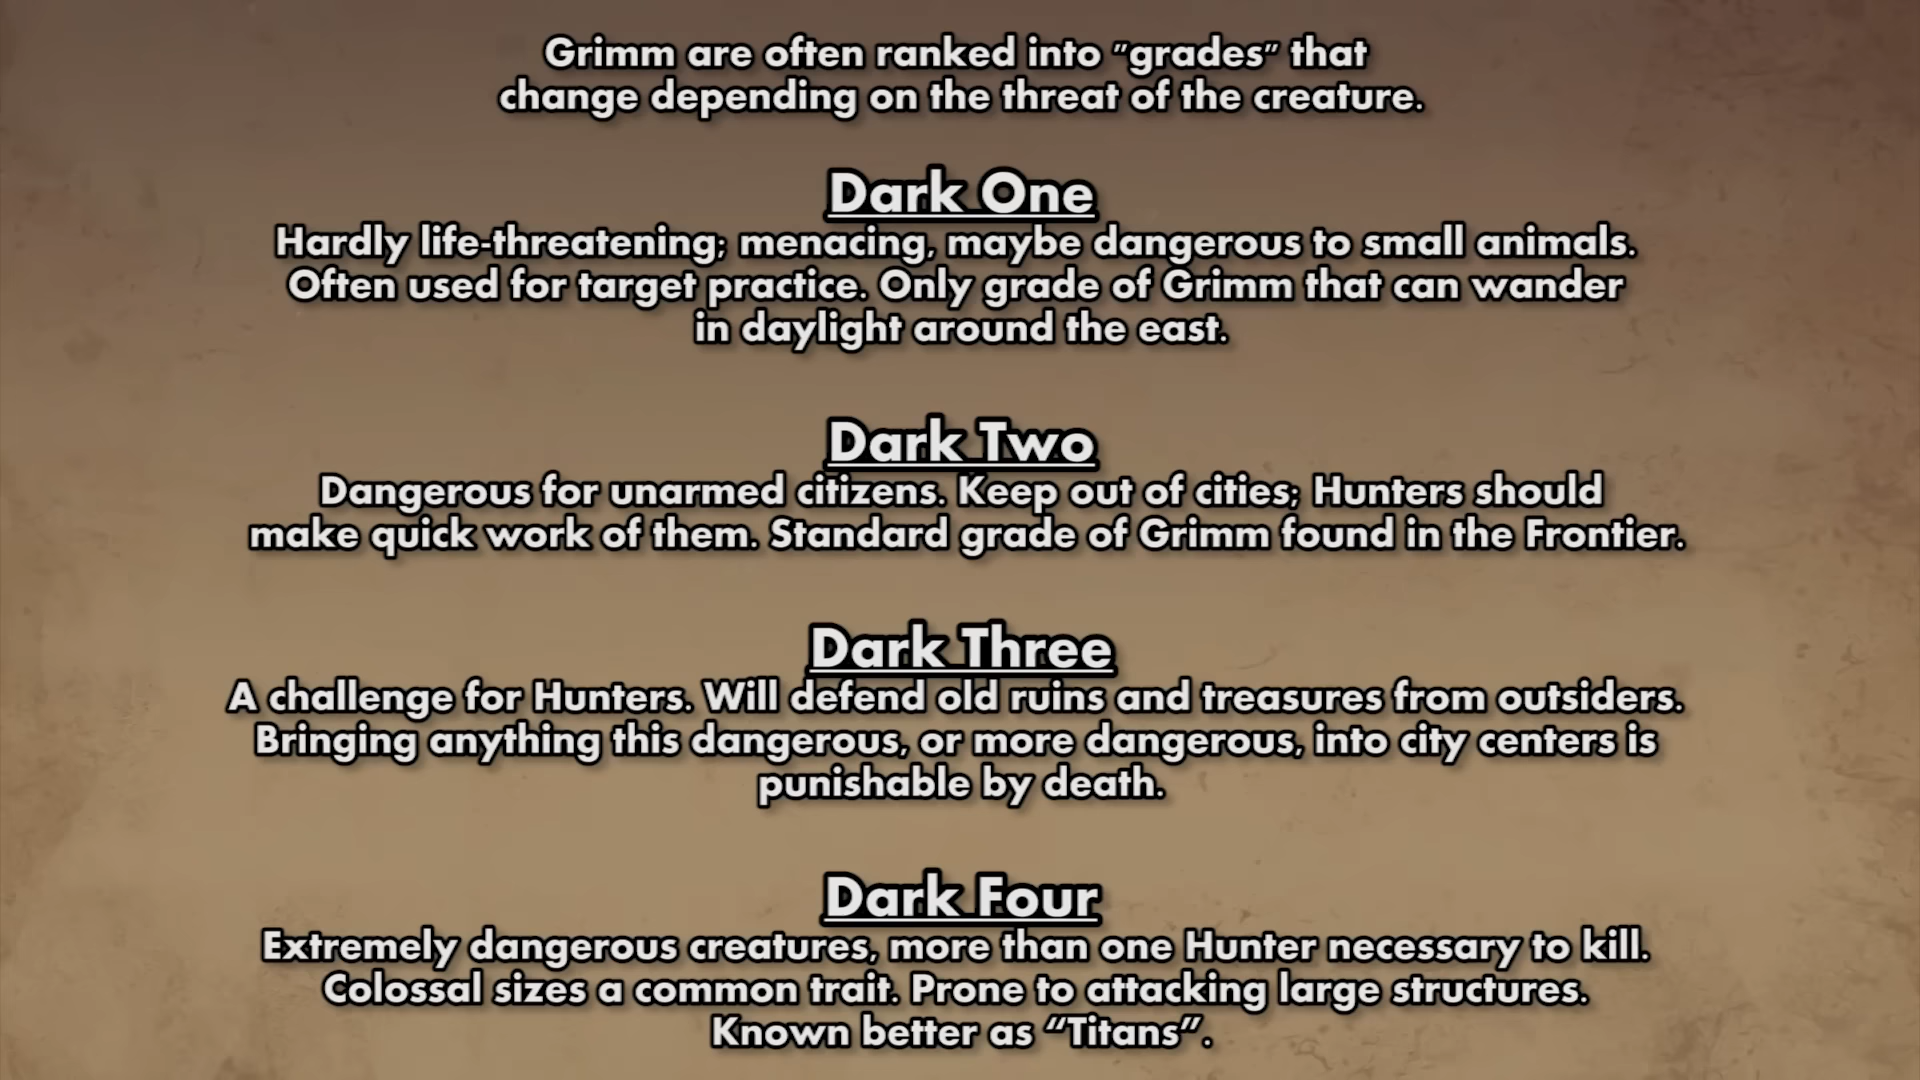 Grimm are often ranked into "grades" that
change depending on the threat of the creature.
Dark One
Hardly life-threatening; menacing, maybe dangerous to small animals.
Often used for target practice. Only grade of Grimm that can wander
in daylight around the east.
Dark Two
Dangerous for unarmed citizens. Keep out of cities; Hunters should
make quick work of them. Standard grade of Grimm found in the Frontier.
Dark Three
A challenge for Hunters. Will defend old ruins and treasures from outsiders.
Bringing anything this dangerous, or more dangerous, into city centers is
punishable by death.
Dark Four
Extremely dangerous creatures, more than one Hunter necessary to kill.
Colossal sizes a common trait. Prone to attacking large structures.
Known better as “Titans”.